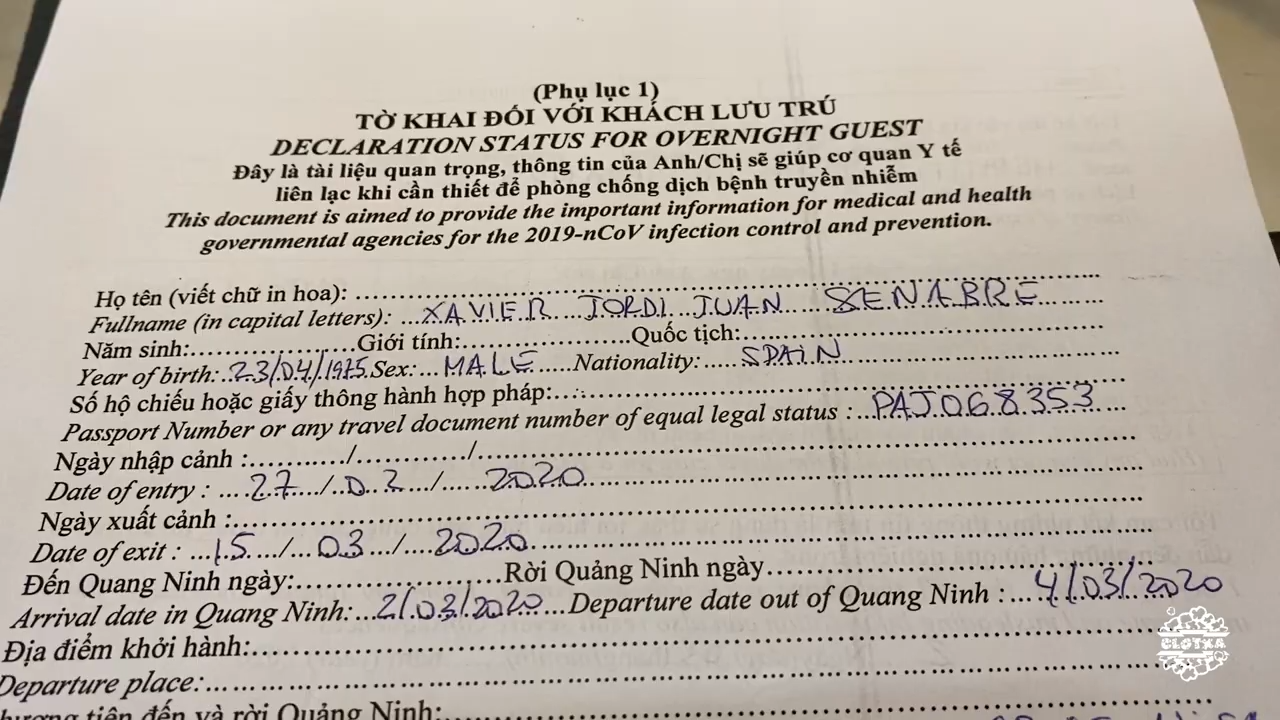 (Phụ lục 1)
TỜ KHAI ĐỐI VỚI KHÁCH LƯU TRÚ
DECLARATION STATUS FOR OVERNIGHT GUEST
Đây là tài liệu quan trọng, thông tin của Anh/Chị sẽ giúp cơ quan Y tế
liên lạc khi cần thiết để phòng chống dịch bệnh truyền nhiễm
This document is aimed to provide the important information for medical and health
governmental agencies for the 2019-nCoV infection control and prevention.
Họ tên (viết chữ in hoa):
Fullname (in capital letters): XAVIER JORDI JUAN SENABRE
Năm sinh: Giới tính: Quốc tịch:
Year of birth: 23/04/1975 Sex: MALE Nationality: SPAIN
Số hộ chiếu hoặc giấy thông hành hợp pháp:
Passport Number or any travel document number of equal legal status : PAJ068353
Ngày nhập cảnh : / /
Date of entry : 27 / 02 / 2020
Ngày xuất cảnh :
Date of exit : 15 / 03 / 2020
Đến Quang Ninh ngày: Rời Quảng Ninh ngày
Arrival date in Quang Ninh: 2/03/2020 Departure date out of Quang Ninh : 4/03/2020
Địa điểm khởi hành:
Departure place:
tiện đến và rời Quảng Ninh:
CLOTXA